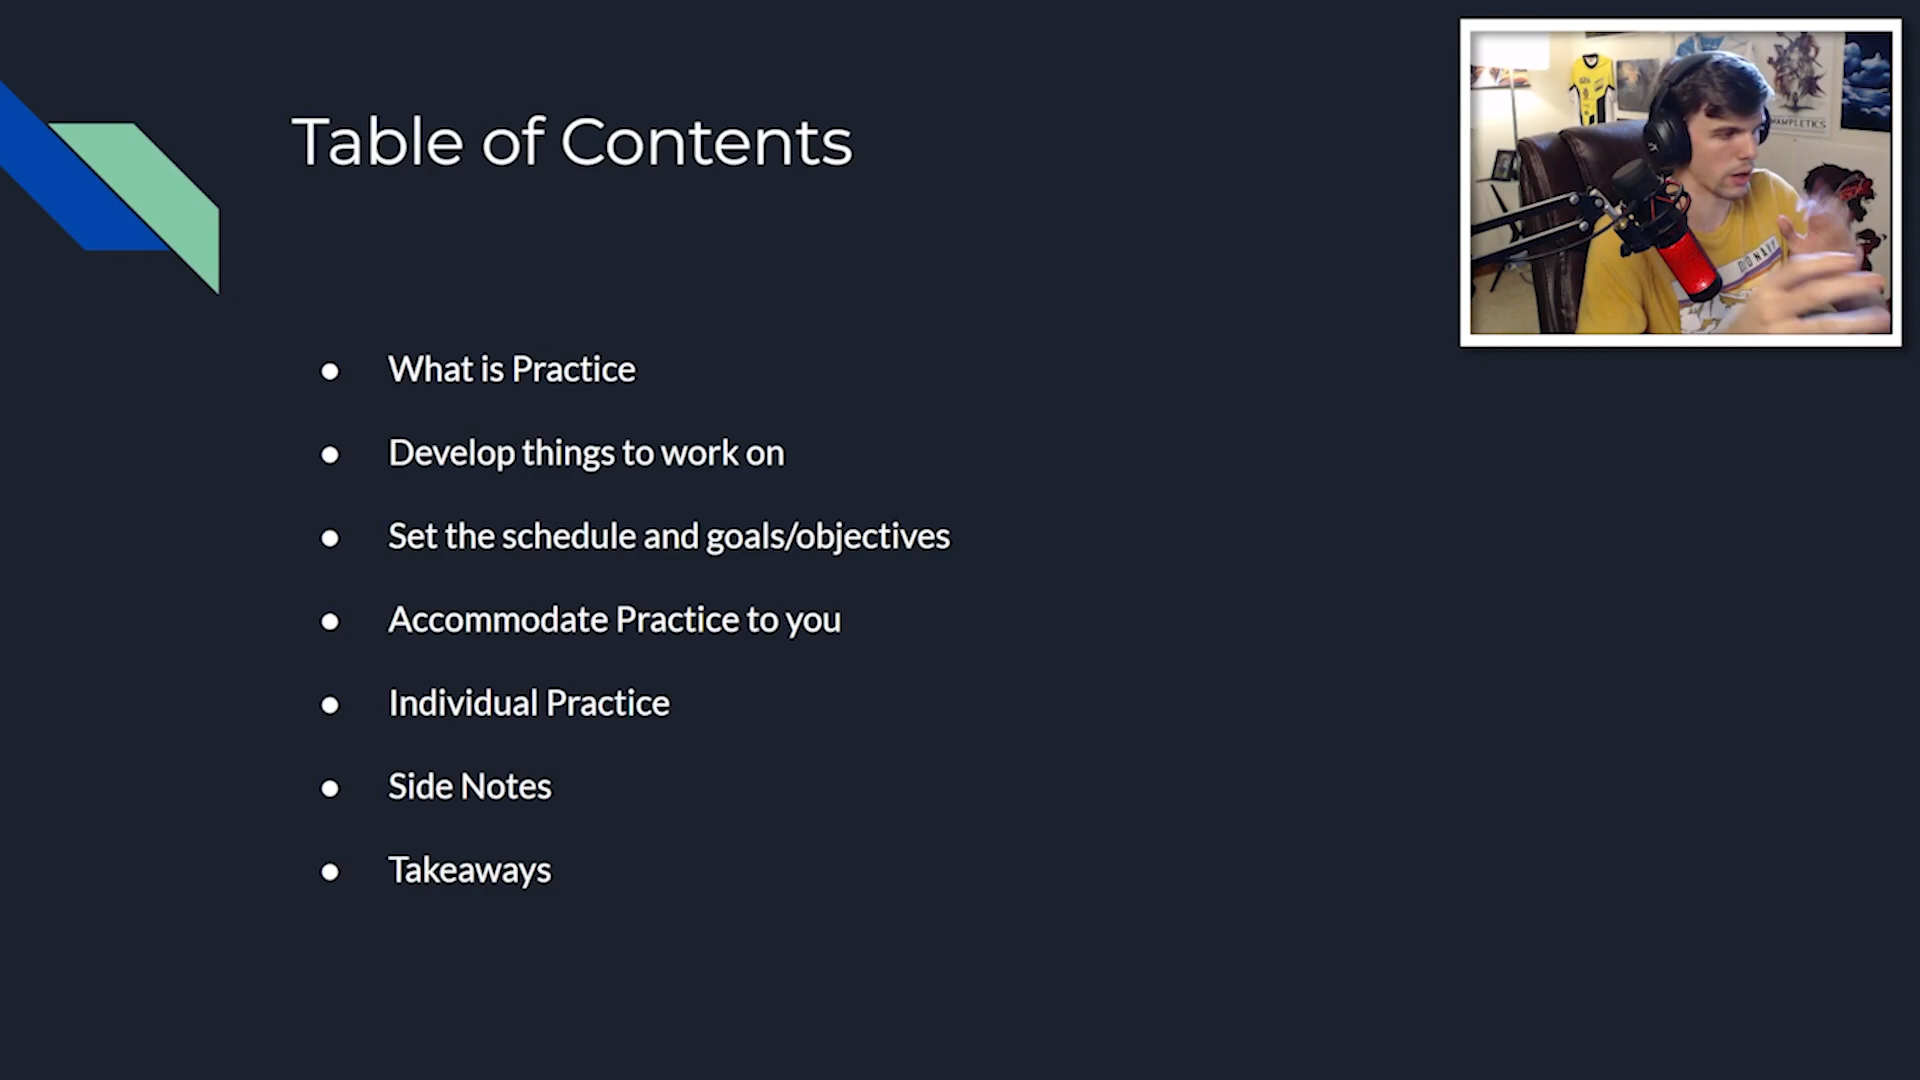 Table of Contents
What is Practice
Develop things to work on
Set the schedule and goals/objectives
Accommodate Practice to you
Individual Practice
Side Notes
Takeaways